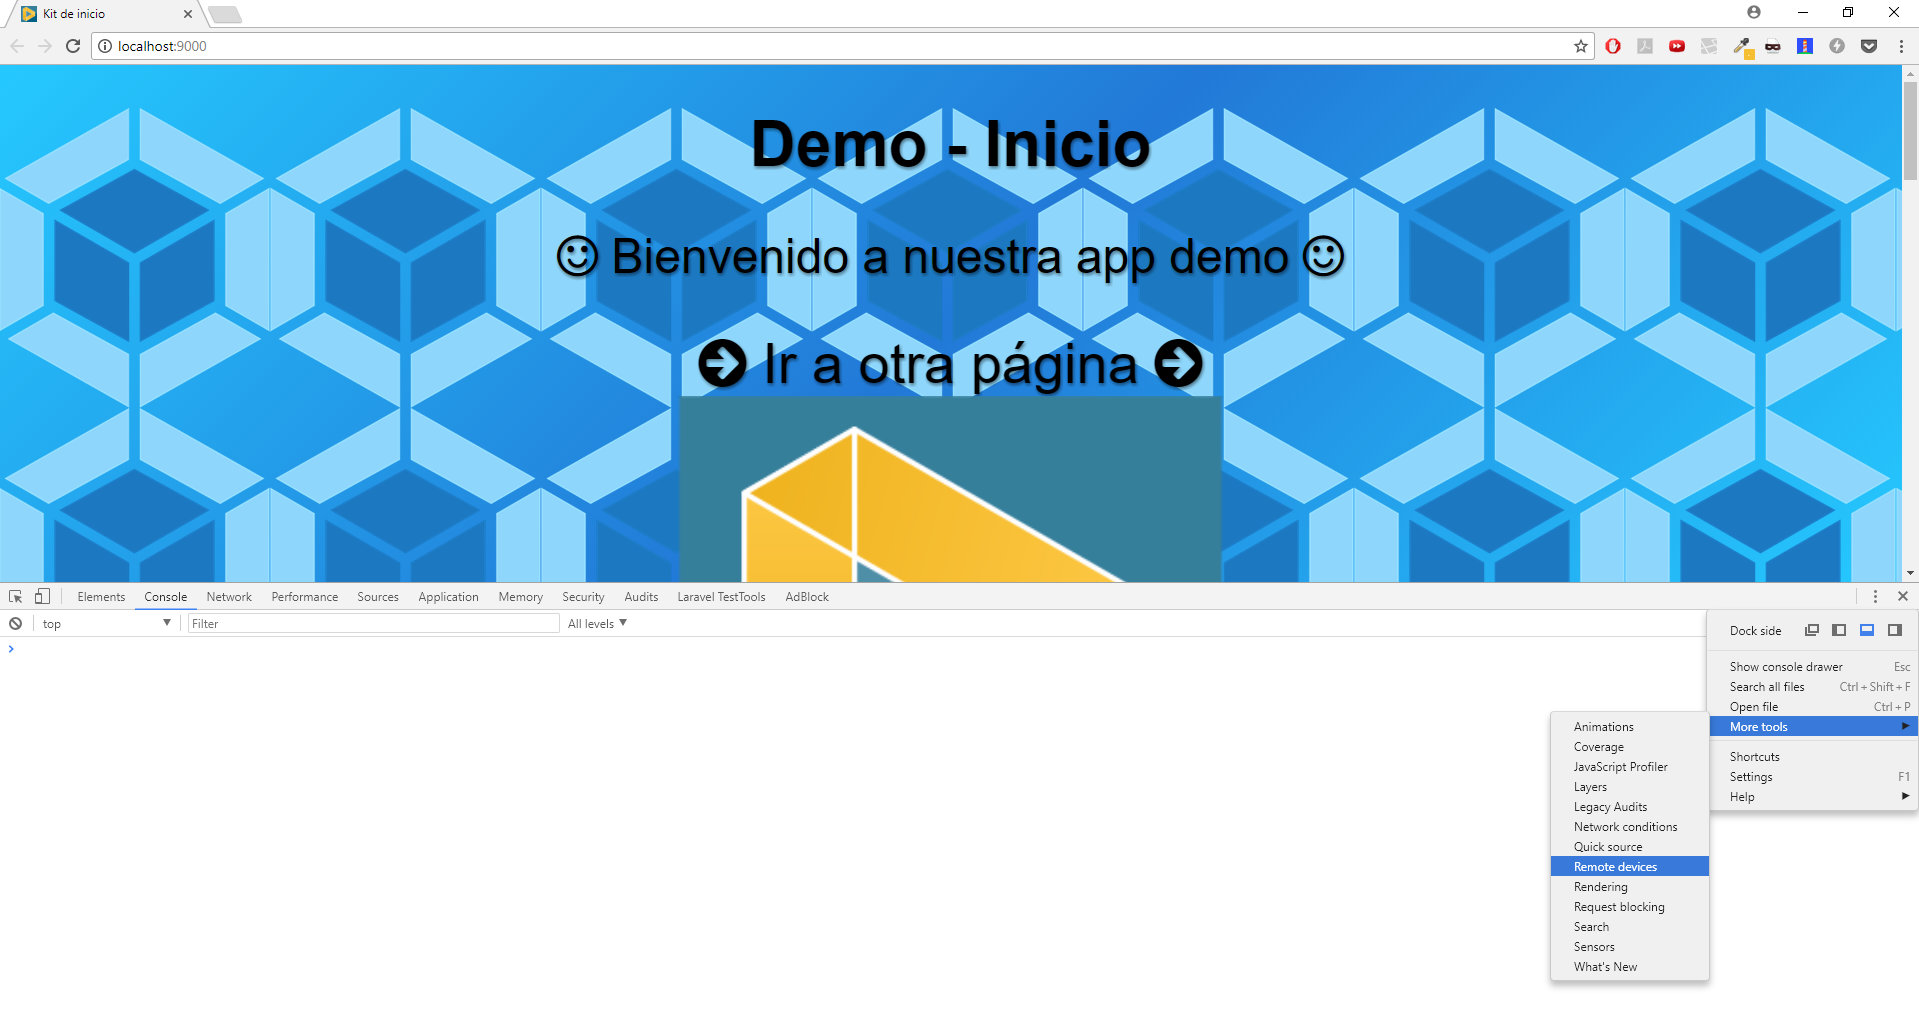 Kit de inicio
localhost:9000
Demo - Inicio
Bienvenido a nuestra app demo
Ir a otra página
Elements Console Network Performance Sources Application Memory Security Audits Laravel TestTools AdBlock
top Filter All levels
Dock side
Show console drawer Esc
Search all files Ctrl + Shift + F
Open file Ctrl + P
More tools
Shortcuts
Settings F1
Help
Animations
Coverage
JavaScript Profiler
Layers
Legacy Audits
Network conditions
Quick source
Remote devices
Rendering
Request blocking
Search
Sensors
What's New